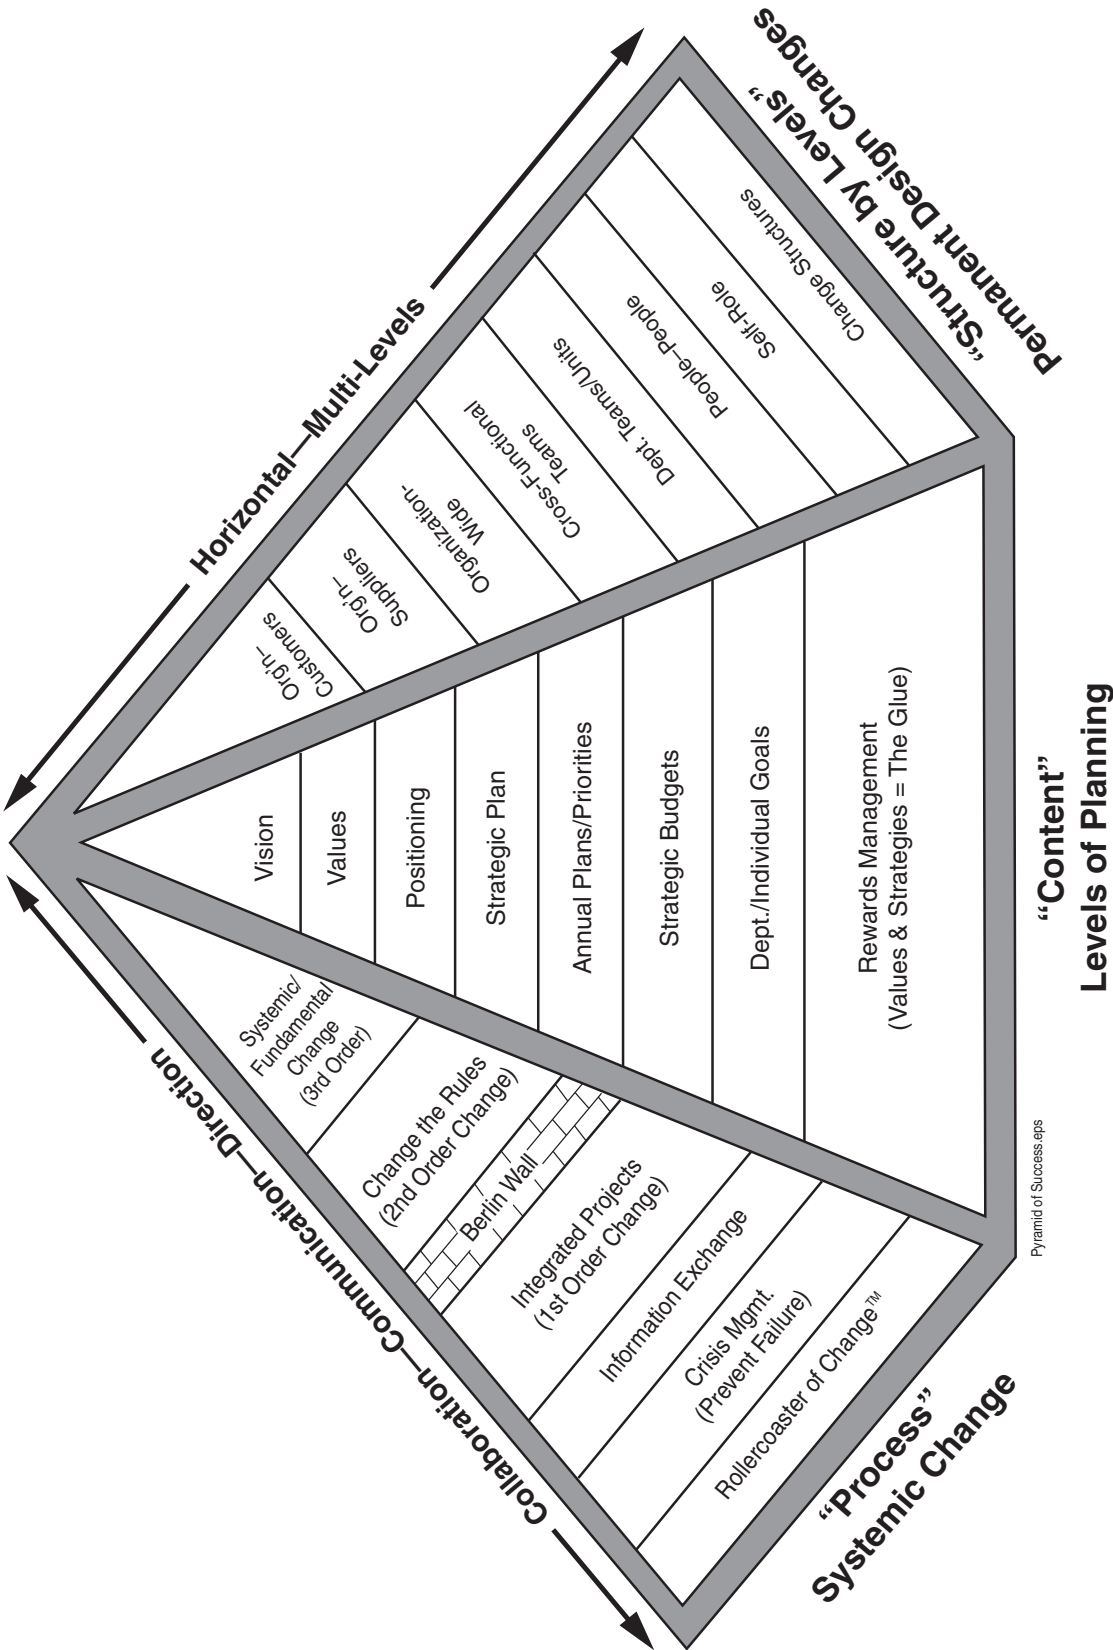 Collaboration—Communication—Direction
Horizontal—Multi-Levels
Systemic/
Fundamental
Change
(3rd Order)
Change the Rules
(2nd Order Change)
Berlin Wall
Integrated Projects
(1st Order Change)
Information Exchange
Crisis Mgmt.
(Prevent Failure)
Rollercoaster of Change™
“Process”
Systemic Change
Vision
Values
Positioning
Strategic Plan
Annual Plans/Priorities
Strategic Budgets
Dept./Individual Goals
Rewards Management
(Values & Strategies = The Glue)
“Content”
Levels of Planning
Org'n–
Customers
Org'n–
Suppliers
Organization-
Wide
Cross-Functional
Teams
Dept. Teams/Units
People–People
Self-Role
Change Structures
“Structure by Levels”
Permanent Design Changes
Pyramid of Success.eps